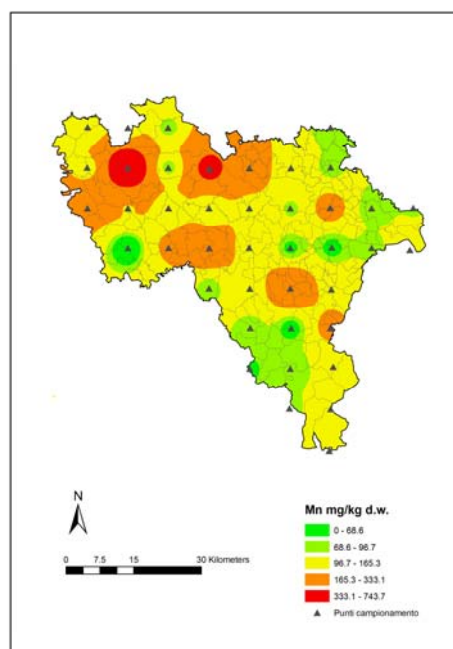 N
0 7.5 15 30 Kilometers
Mn mg/kg d.w.
0 - 68.6
68.6 - 96.7
96.7 - 165.3
165.3 - 333.1
333.1 - 743.7
Punti campionamento